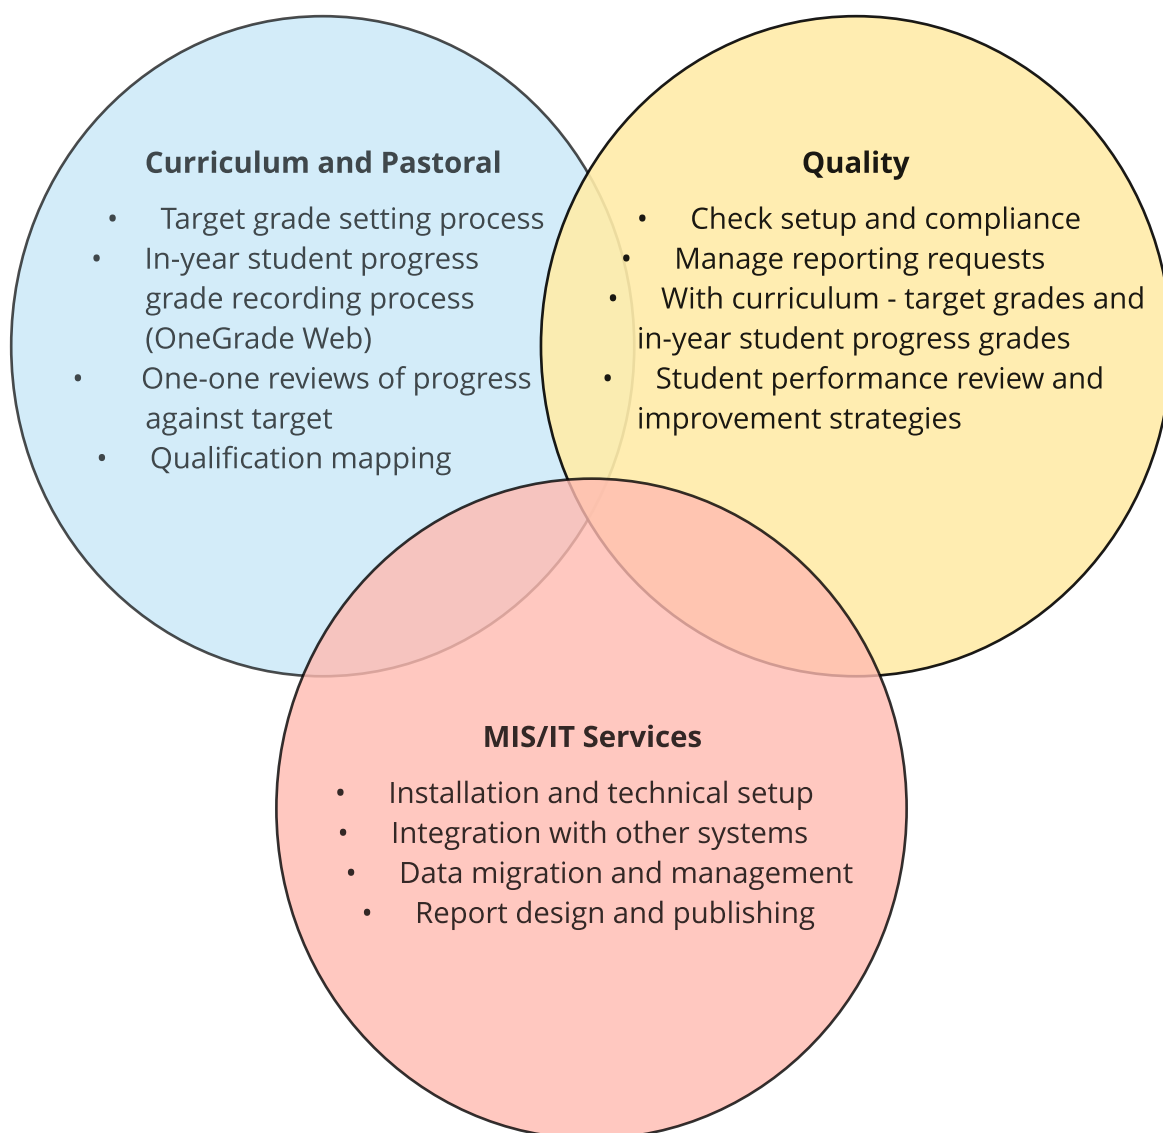 Curriculum and Pastoral
• Target grade setting process
• In-year student progress
grade recording process
(OneGrade Web)
• One-one reviews of progress
against target
• Qualification mapping
Quality
• Check setup and compliance
• Manage reporting requests
• With curriculum - target grades and
in-year student progress grades
• Student performance review and
improvement strategies
MIS/IT Services
• Installation and technical setup
• Integration with other systems
• Data migration and management
• Report design and publishing